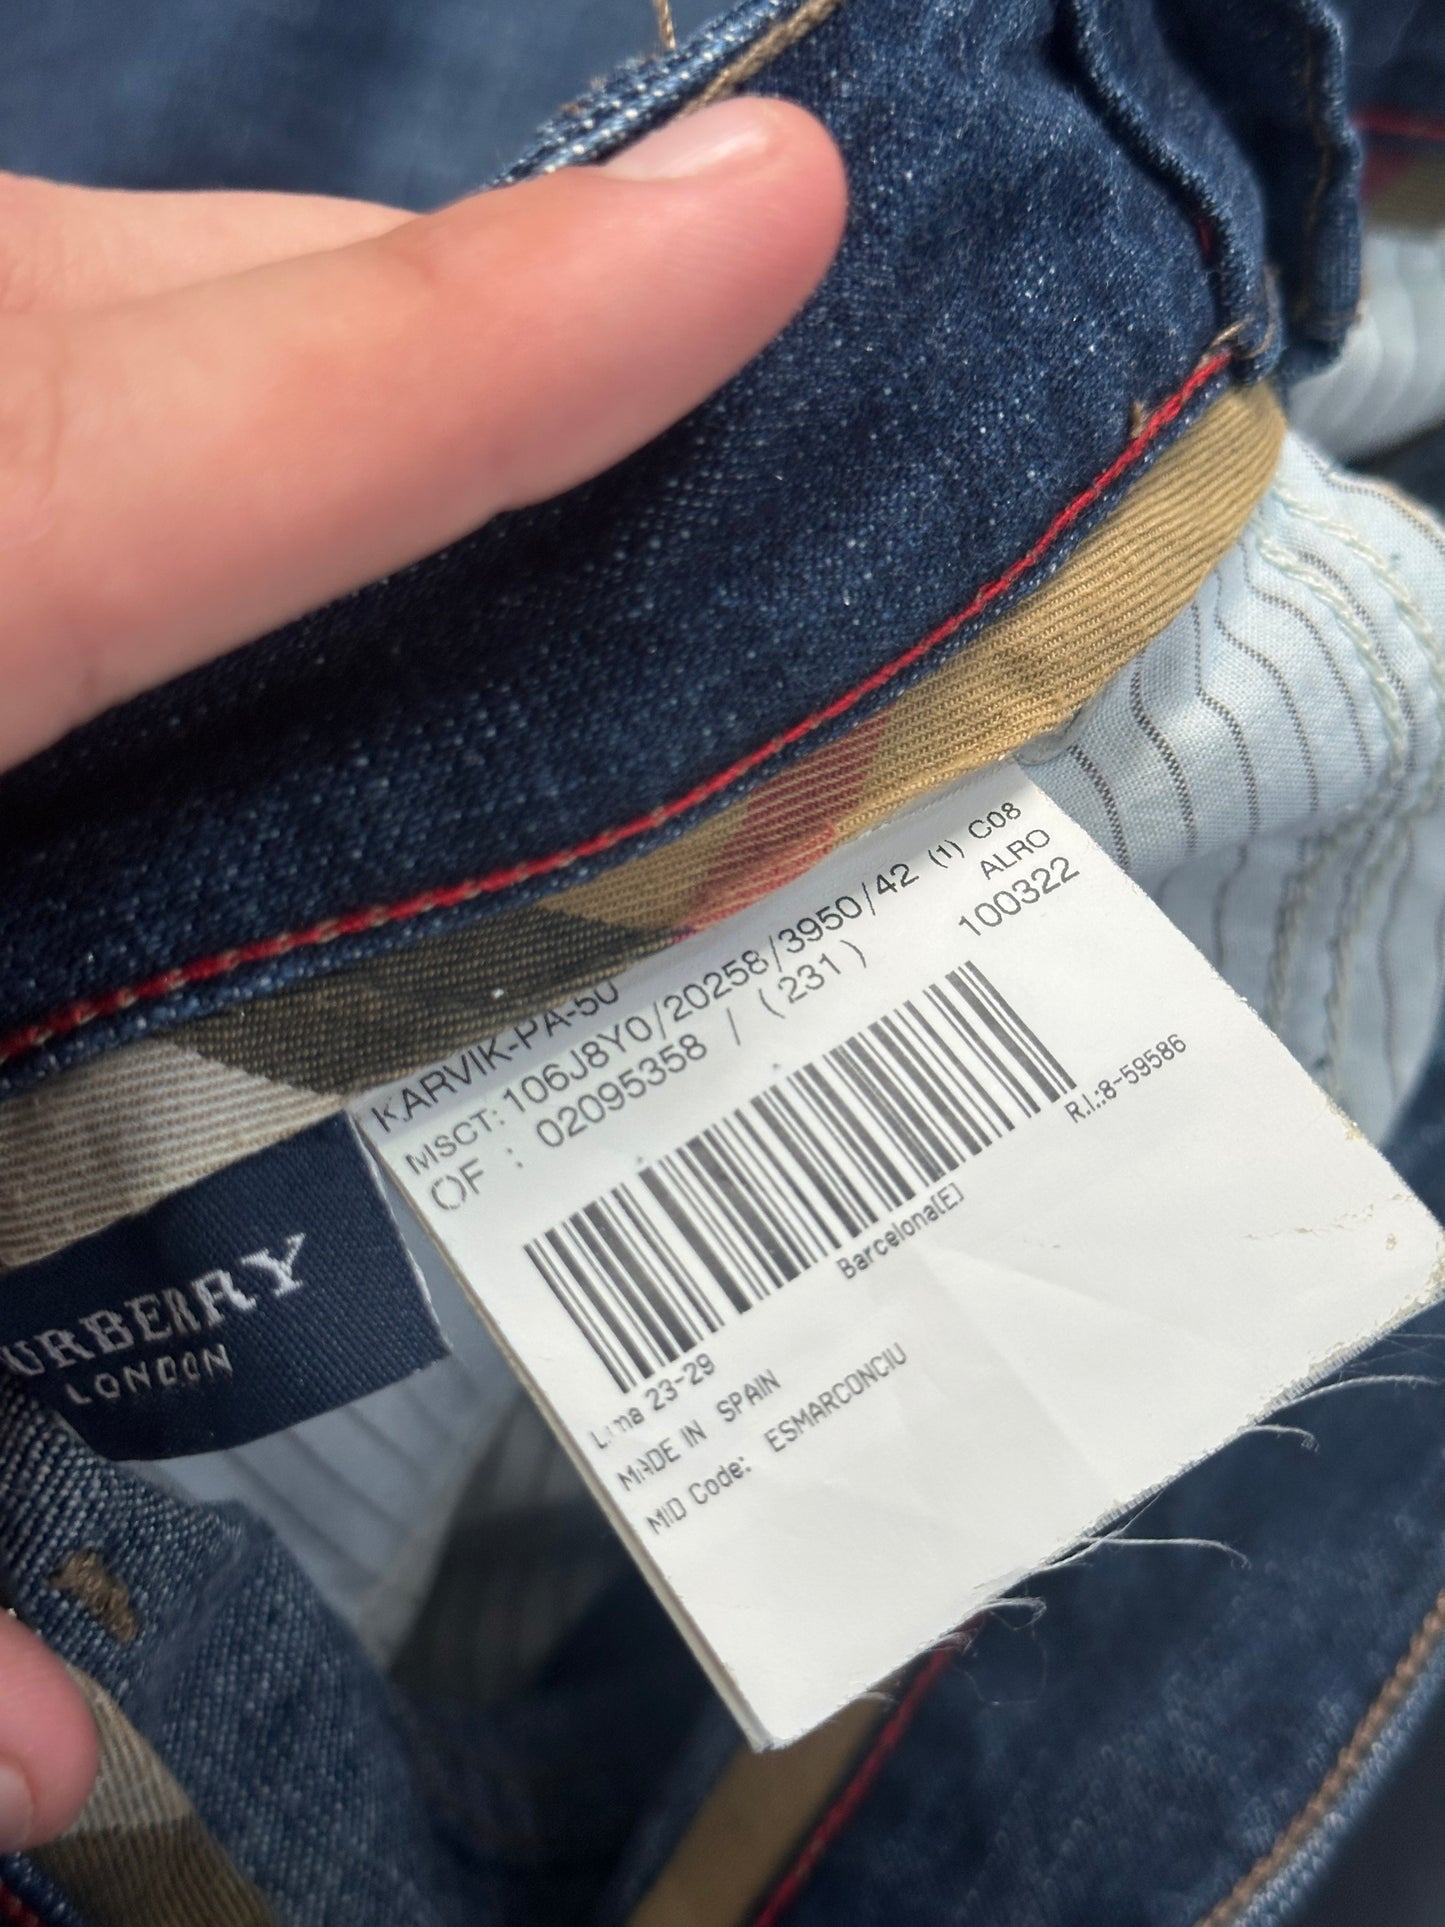 KARVIK-PA-50
MSCT: 106J8Y0/20258/3950/42 (1) C08
OF : 02095358 / ( 231 ) ALRO
100322
Barcelona[E] R.I.:8-59586
23-29
MADE IN SPAIN
MID Code: ESMARCONCIU
URBERRY
LONDON